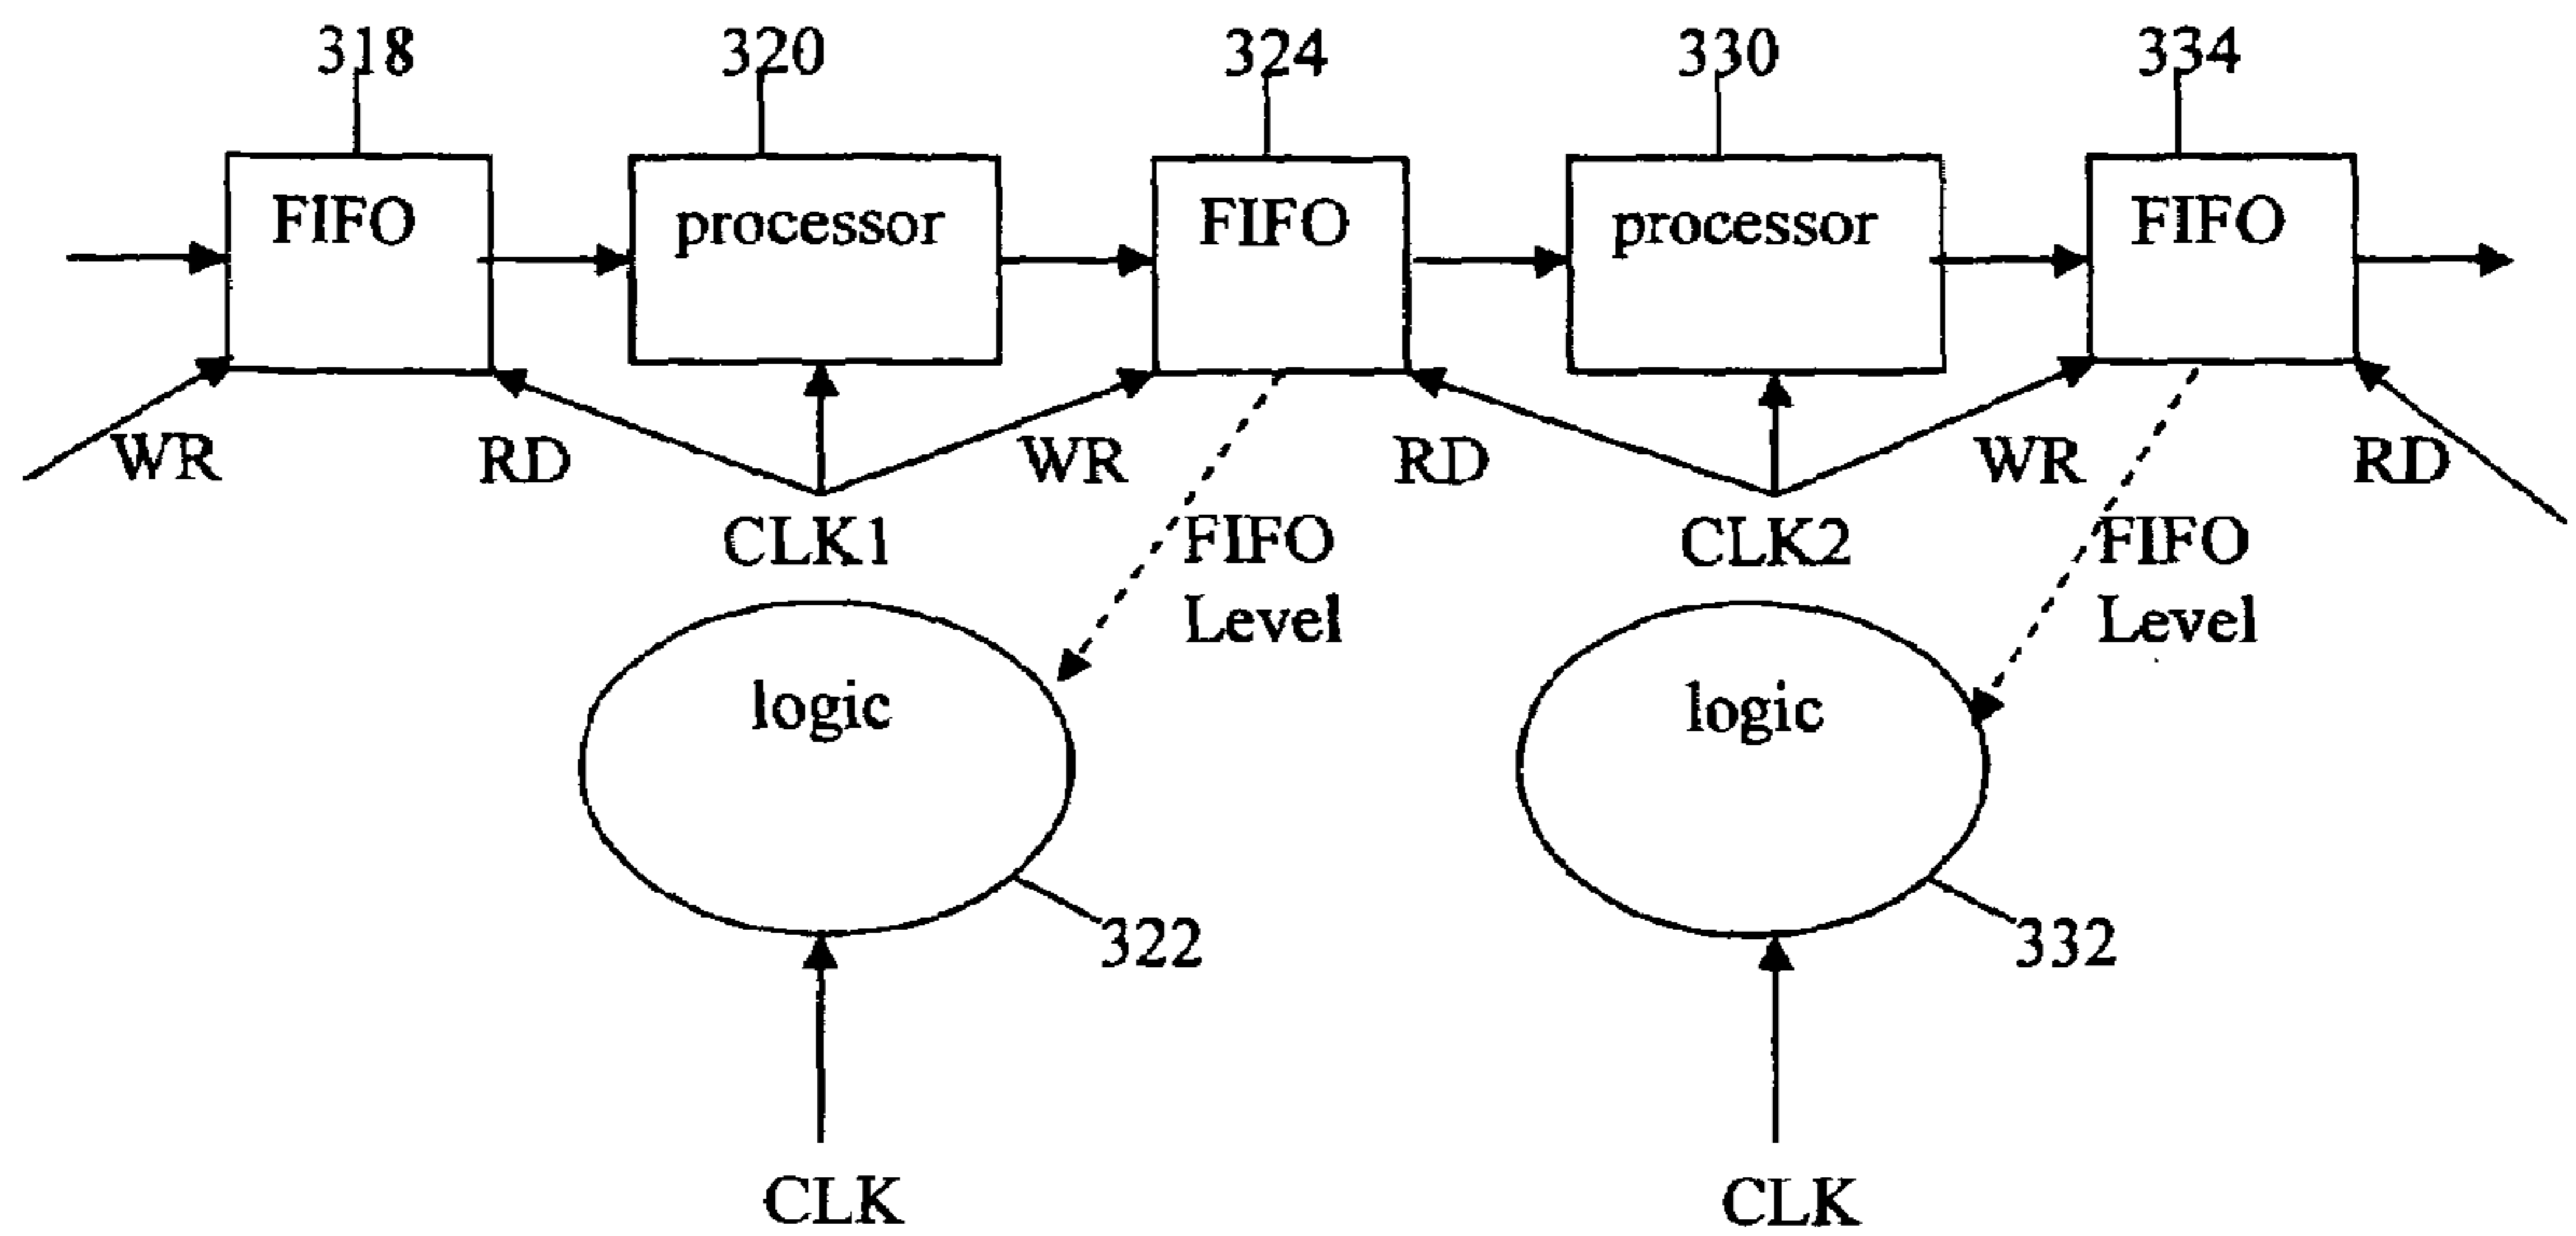 318 320 324 330 334
FIFO processor FIFO processor FIFO
WR RD WR RD WR RD
CLK1 FIFO CLK2 FIFO
Level Level
logic logic
322 332
CLK CLK